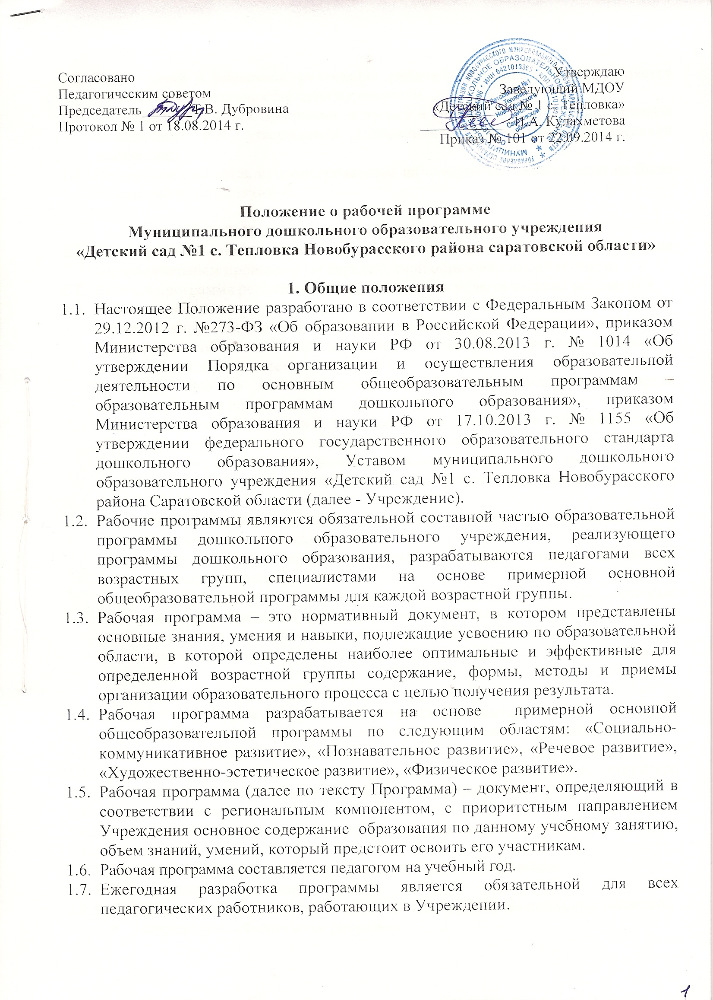 Согласовано
Педагогическим советом
Председатель В. Дубровина
Протокол № 1 от 18.08.2014 г.
Утверждаю
Заведующий МДОУ
«Детский сад № 1 с. Тепловка»
Кулахметова
Приказ № 101 от 22.09.2014 г.
Детский сад №1
с. Тепловка
Новобурасского
района
Саратовской
области
Положение о рабочей программе
Муниципального дошкольного образовательного учреждения
«Детский сад №1 с. Тепловка Новобурасского района саратовской области»
1. Общие положения
1.1. Настоящее Положение разработано в соответствии с Федеральным Законом от
29.12.2012 г. №273-ФЗ «Об образовании в Российской Федерации», приказом
Министерства образования и науки РФ от 30.08.2013 г. № 1014 «Об
утверждении Порядка организации и осуществления образовательной
деятельности по основным общеобразовательным программам –
образовательным программам дошкольного образования», приказом
Министерства образования и науки РФ от 17.10.2013 г. № 1155 «Об
утверждении федерального государственного образовательного стандарта
дошкольного образования», Уставом муниципального дошкольного
образовательного учреждения «Детский сад №1 с. Тепловка Новобурасского
района Саратовской области (далее - Учреждение).
1.2. Рабочие программы являются обязательной составной частью образовательной
программы дошкольного образовательного учреждения, реализующего
программы дошкольного образования, разрабатываются педагогами всех
возрастных групп, специалистами на основе примерной основной
общеобразовательной программы для каждой возрастной группы.
1.3. Рабочая программа – это нормативный документ, в котором представлены
основные знания, умения и навыки, подлежащие усвоению по образовательной
области, в которой определены наиболее оптимальные и эффективные для
определенной возрастной группы содержание, формы, методы и приемы
организации образовательного процесса с целью получения результата.
1.4. Рабочая программа разрабатывается на основе примерной основной
общеобразовательной программы по следующим областям: «Социально-
коммуникативное развитие», «Познавательное развитие», «Речевое развитие»,
«Художественно-эстетическое развитие», «Физическое развитие».
1.5. Рабочая программа (далее по тексту Программа) – документ, определяющий в
соответствии с региональным компонентом, с приоритетным направлением
Учреждения основное содержание образования по данному учебному занятию,
объем знаний, умений, который предстоит освоить его участникам.
1.6. Рабочая программа составляется педагогом на учебный год.
1.7. Ежегодная разработка программы является обязательной для всех
педагогических работников, работающих в Учреждении.
1